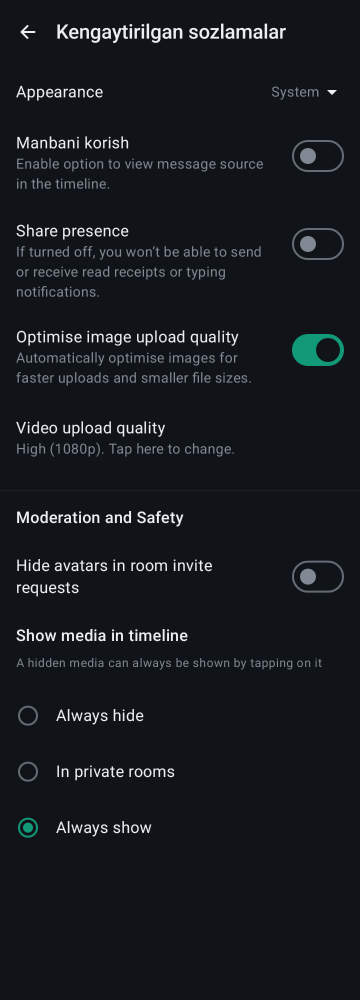 Kengaytirilgan sozlamalar
Appearance
System
Manbani korish
Enable option to view message source
in the timeline.
Share presence
If turned off, you won’t be able to send
or receive read receipts or typing
notifications.
Optimise image upload quality
Automatically optimise images for
faster uploads and smaller file sizes.
Video upload quality
High (1080p). Tap here to change.
Moderation and Safety
Hide avatars in room invite
requests
Show media in timeline
A hidden media can always be shown by tapping on it
Always hide
In private rooms
Always show